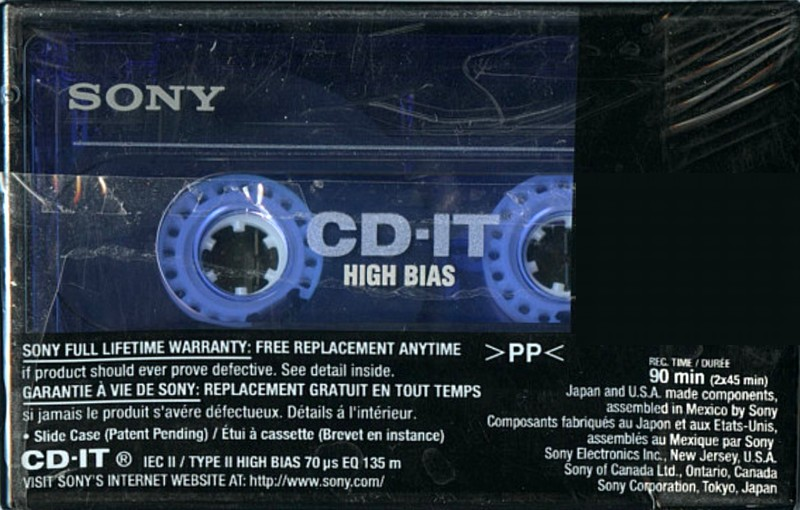 SONY
CD-IT
HIGH BIAS
SONY FULL LIFETIME WARRANTY: FREE REPLACEMENT ANYTIME
if product should ever prove defective. See detail inside.
GARANTIE À VIE DE SONY: REPLACEMENT GRATUIT EN TOUT TEMPS
si jamais le produit s'avére défectueux. Détails á l'intérieur.
• Slide Case (Patent Pending) / Étui à cassette (Brevet en instance)
CD-IT ® IEC II / TYPE II HIGH BIAS 70 µs EQ 135 m
VISIT SONY'S INTERNET WEBSITE AT: http://www.sony.com/
>PP<
REC. TIME / DURÉE
90 min (2x45 min)
Japan and U.S.A. made components,
assembled in Mexico by Sony
Composants fabriqués au Japon et aux Etats-Unis,
assemblés au Mexique par Sony
Sony Electronics Inc., New Jersey, U.S.A.
Sony of Canada Ltd., Ontario, Canada
Sony Corporation, Tokyo, Japan